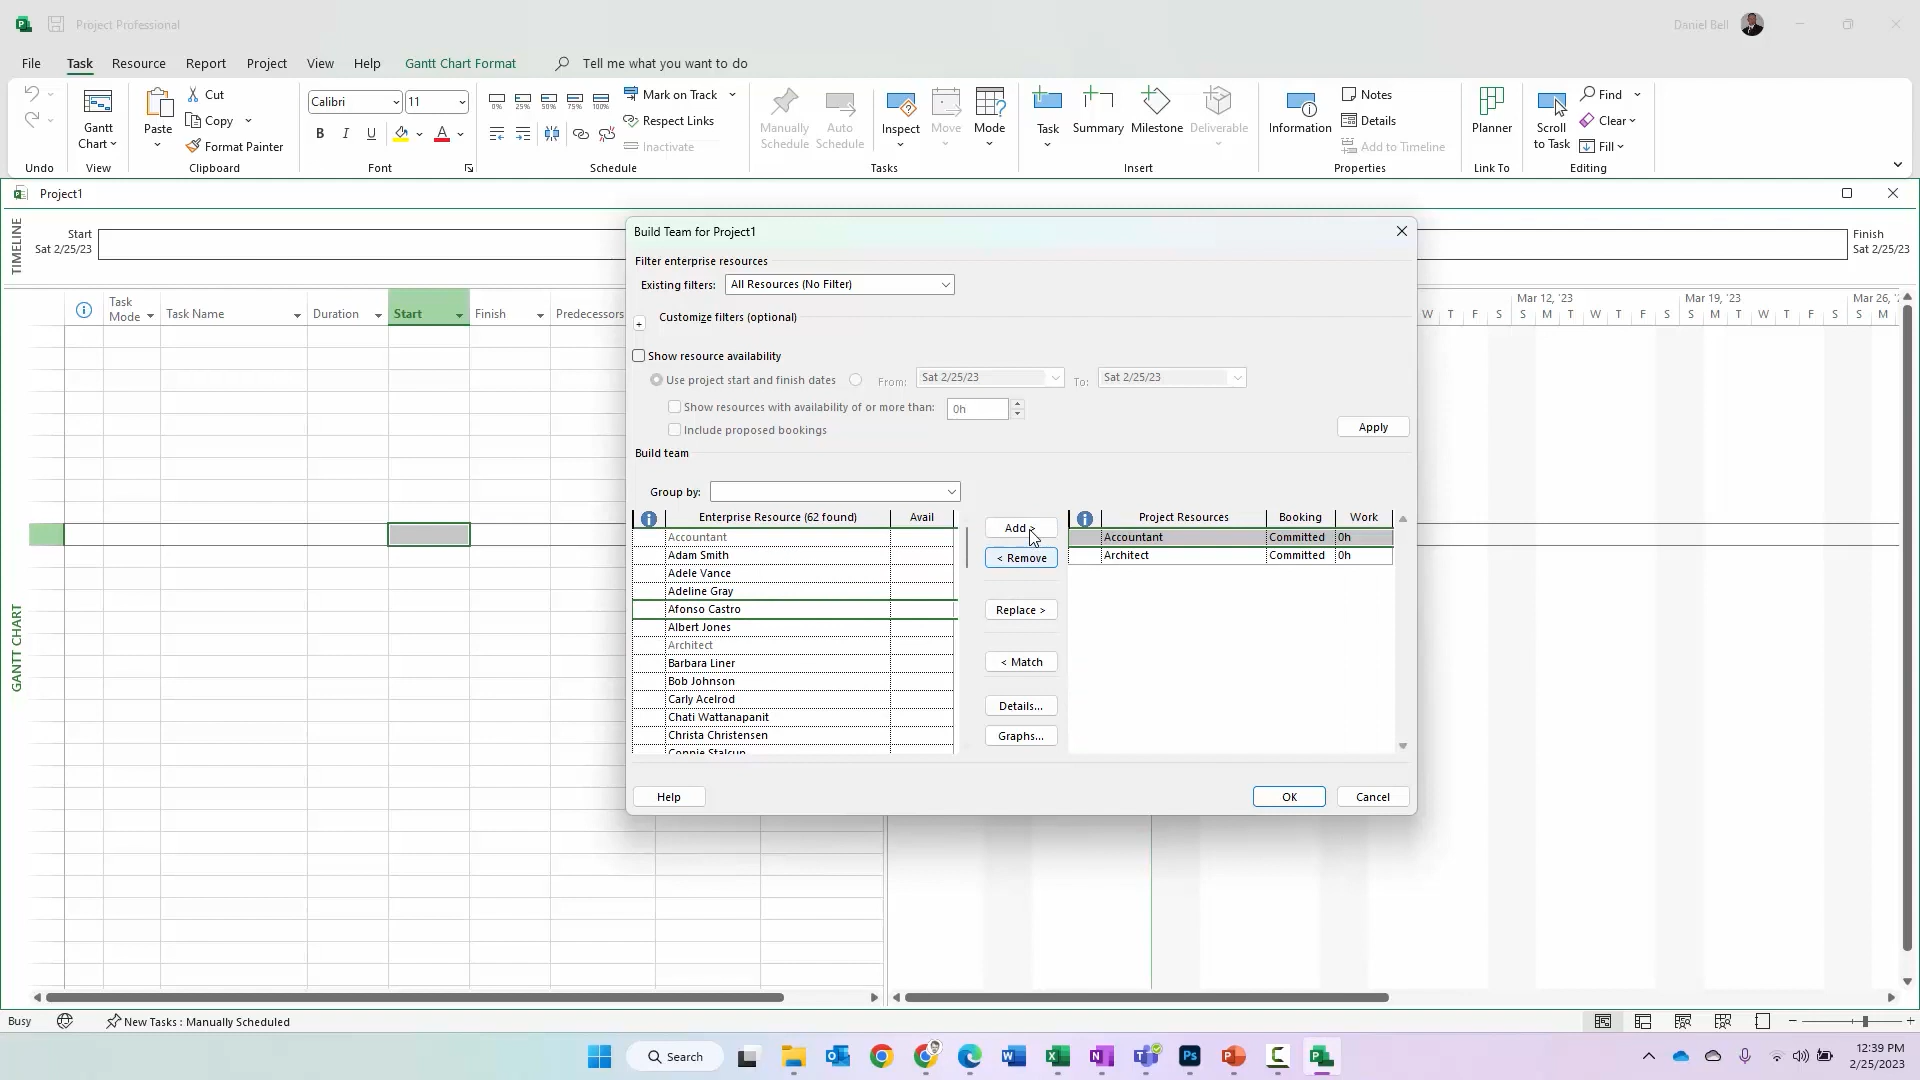 Project Professional
Daniel Bell
File Task Resource Report Project View Help Gantt Chart Format Tell me what you want to do
Undo
Gantt Chart
View
Paste
Cut
Copy
Format Painter
Clipboard
Calibri 11
B I U A
Font
0% 25% 50% 75% 100%
Mark on Track
Respect Links
Inactivate
Schedule
Manually Schedule
Auto Schedule
Inspect
Move
Mode
Tasks
Task
Summary
Milestone
Deliverable
Insert
Information
Notes
Details
Add to Timeline
Properties
Planner
Link To
Scroll to Task
Find
Clear
Fill
Editing
Project1
TIMELINE
Start
Sat 2/25/23
Finish
Sat 2/25/23
Task Mode
Task Name
Duration
Start
Finish
Predecessors
Mar 12, '23
Mar 19, '23
Mar 26, '
W T F S S M T W T F S S M T W T F S S M
GANTT CHART
Build Team for Project1
Filter enterprise resources
Existing filters: All Resources (No Filter)
+ Customize filters (optional)
Show resource availability
Use project start and finish dates From: Sat 2/25/23 To: Sat 2/25/23
Show resources with availability of or more than: 0h
Include proposed bookings
Apply
Build team
Group by:
Enterprise Resource (62 found) Avail
Accountant
Adam Smith
Adele Vance
Adeline Gray
Afonso Castro
Albert Jones
Architect
Barbara Liner
Bob Johnson
Carly Acelrod
Chati Wattanapanit
Christa Christensen
Connie Stalcup
Add >
< Remove
Replace >
< Match
Details...
Graphs...
Project Resources Booking Work
Accountant Committed 0h
Architect Committed 0h
Help
OK
Cancel
Busy
New Tasks : Manually Scheduled
Search
12:39 PM
2/25/2023